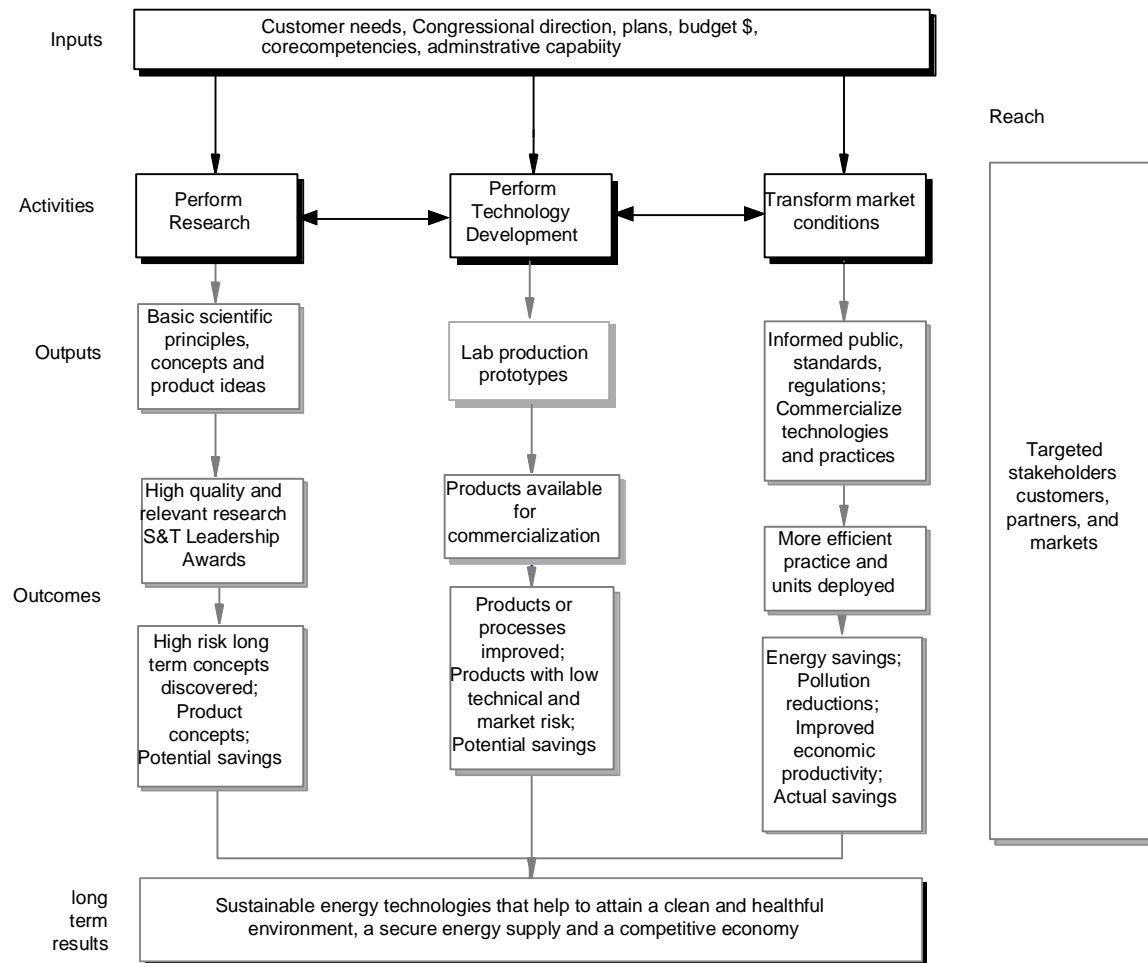 Inputs
Customer needs, Congressional direction, plans, budget $,
corecompetencies, adminstrative capabiity
Reach
Activities
Perform
Research
Perform
Technology
Development
Transform market
conditions
Outputs
Basic scientific
principles,
concepts and
product ideas
Lab production
prototypes
Informed public,
standards,
regulations;
Commercialize
technologies
and practices
Targeted
stakeholders
customers,
partners, and
markets
Outcomes
High quality and
relevant research
S&T Leadership
Awards
Products available
for
commercialization
More efficient
practice and
units deployed
High risk long
term concepts
discovered;
Product
concepts;
Potential savings
Products or
processes
improved;
Products with low
technical and
market risk;
Potential savings
Energy savings;
Pollution
reductions;
Improved
economic
productivity;
Actual savings
long
term
results
Sustainable energy technologies that help to attain a clean and healthful
environment, a secure energy supply and a competitive economy